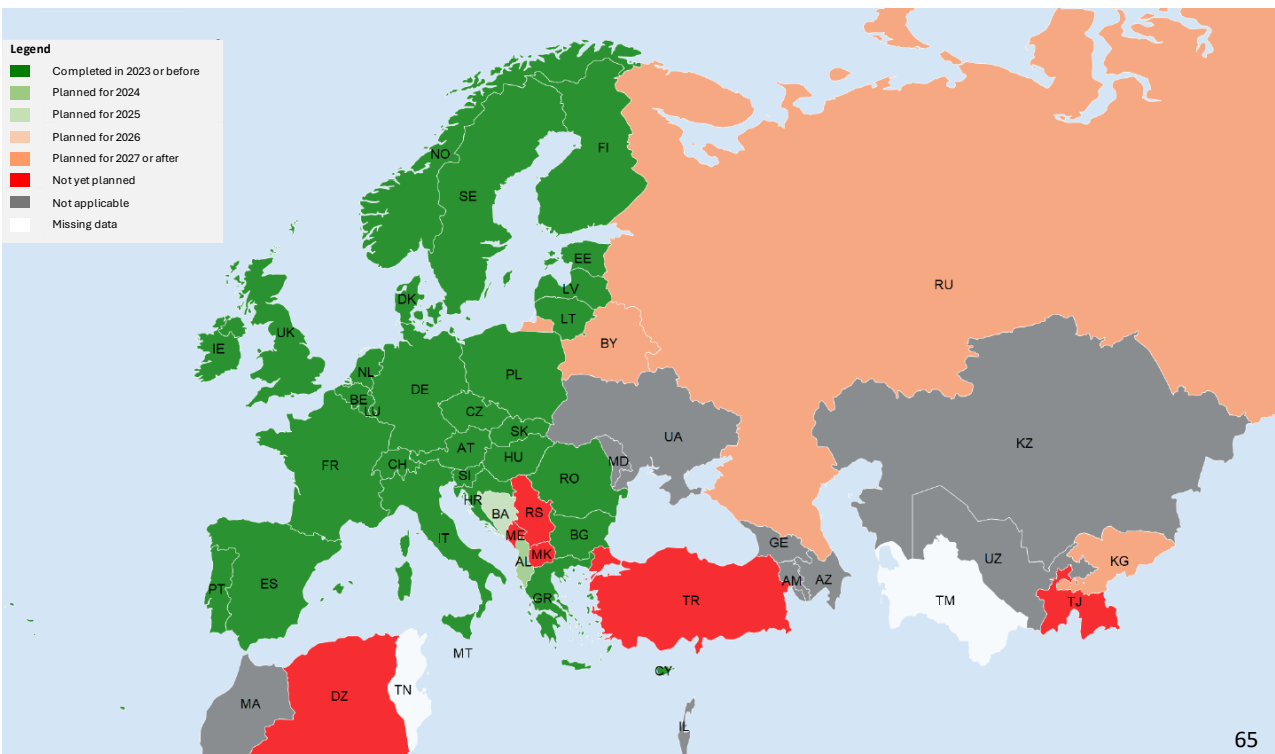 Legend
Completed in 2023 or before
Planned for 2024
Planned for 2025
Planned for 2026
Planned for 2027 or after
Not yet planned
Not applicable
Missing data
NO
FI
SE
EE
RU
LV
DK
LT
UK
BY
IE
NL
PL
DE
BE
LU
CZ
SK
UA
KZ
AT
HU
MD
FR
CH
SI
RO
HR
BA
RS
ME
BG
IT
MK
GE
UZ
AL
KG
PT
ES
AM
AZ
GR
TR
TM
TJ
MT
CY
TN
DZ
MA
IL
65